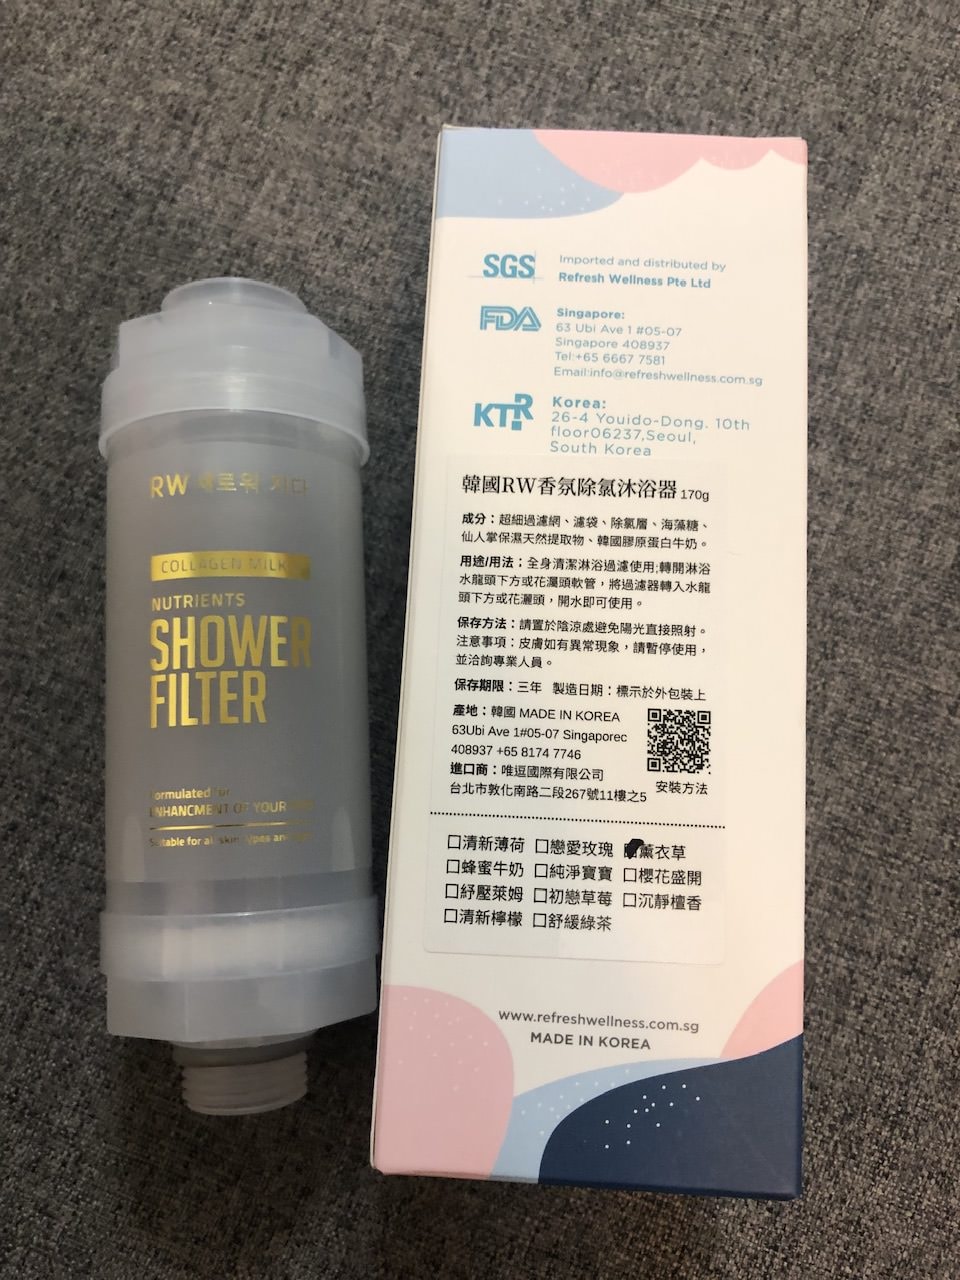 RW 새로워 지다
COLLAGEN MILK
NUTRIENTS
SHOWER
FILTER
Formulated for
ENHANCMENT OF YOUR
Suitable for all skin types and
SGS
Imported and distributed by
Refresh Wellness Pte Ltd
FDA
Singapore:
63 Ubi Ave 1 #05-07
Singapore 408937
Tel:+65 6667 7581
Email:info@refreshwellness.com.sg
KTR
Korea:
26-4 Youido-Dong. 10th
floor06237,Seoul,
South Korea
韓國RW香氛除氯沐浴器 170g
成分：超細過濾網、濾袋、除氯層、海藻糖、
仙人掌保濕天然提取物、韓國膠原蛋白牛奶。
用途/用法：全身清潔淋浴過濾使用;轉開淋浴
水龍頭下方或花灑頭軟管，將過濾器轉入水龍
頭下方或花灑頭，開水即可使用。
保存方法：請置於陰涼處避免陽光直接照射。
注意事項：皮膚如有異常現象，請暫停使用，
並洽詢專業人員。
保存期限：三年 製造日期：標示於外包裝上
產地：韓國 MADE IN KOREA
63Ubi Ave 1#05-07 Singaporec
408937 +65 8174 7746
進口商：唯逗國際有限公司
台北市敦化南路二段267號11樓之5
安裝方法
☐清新薄荷 ☐戀愛玫瑰 ☐薰衣草
☐蜂蜜牛奶 ☐純淨寶寶 ☐櫻花盛開
☐紓壓萊姆 ☐初戀草莓 ☐沉靜檀香
☐清新檸檬 ☐舒緩綠茶
www.refreshwellness.com.sg
MADE IN KOREA